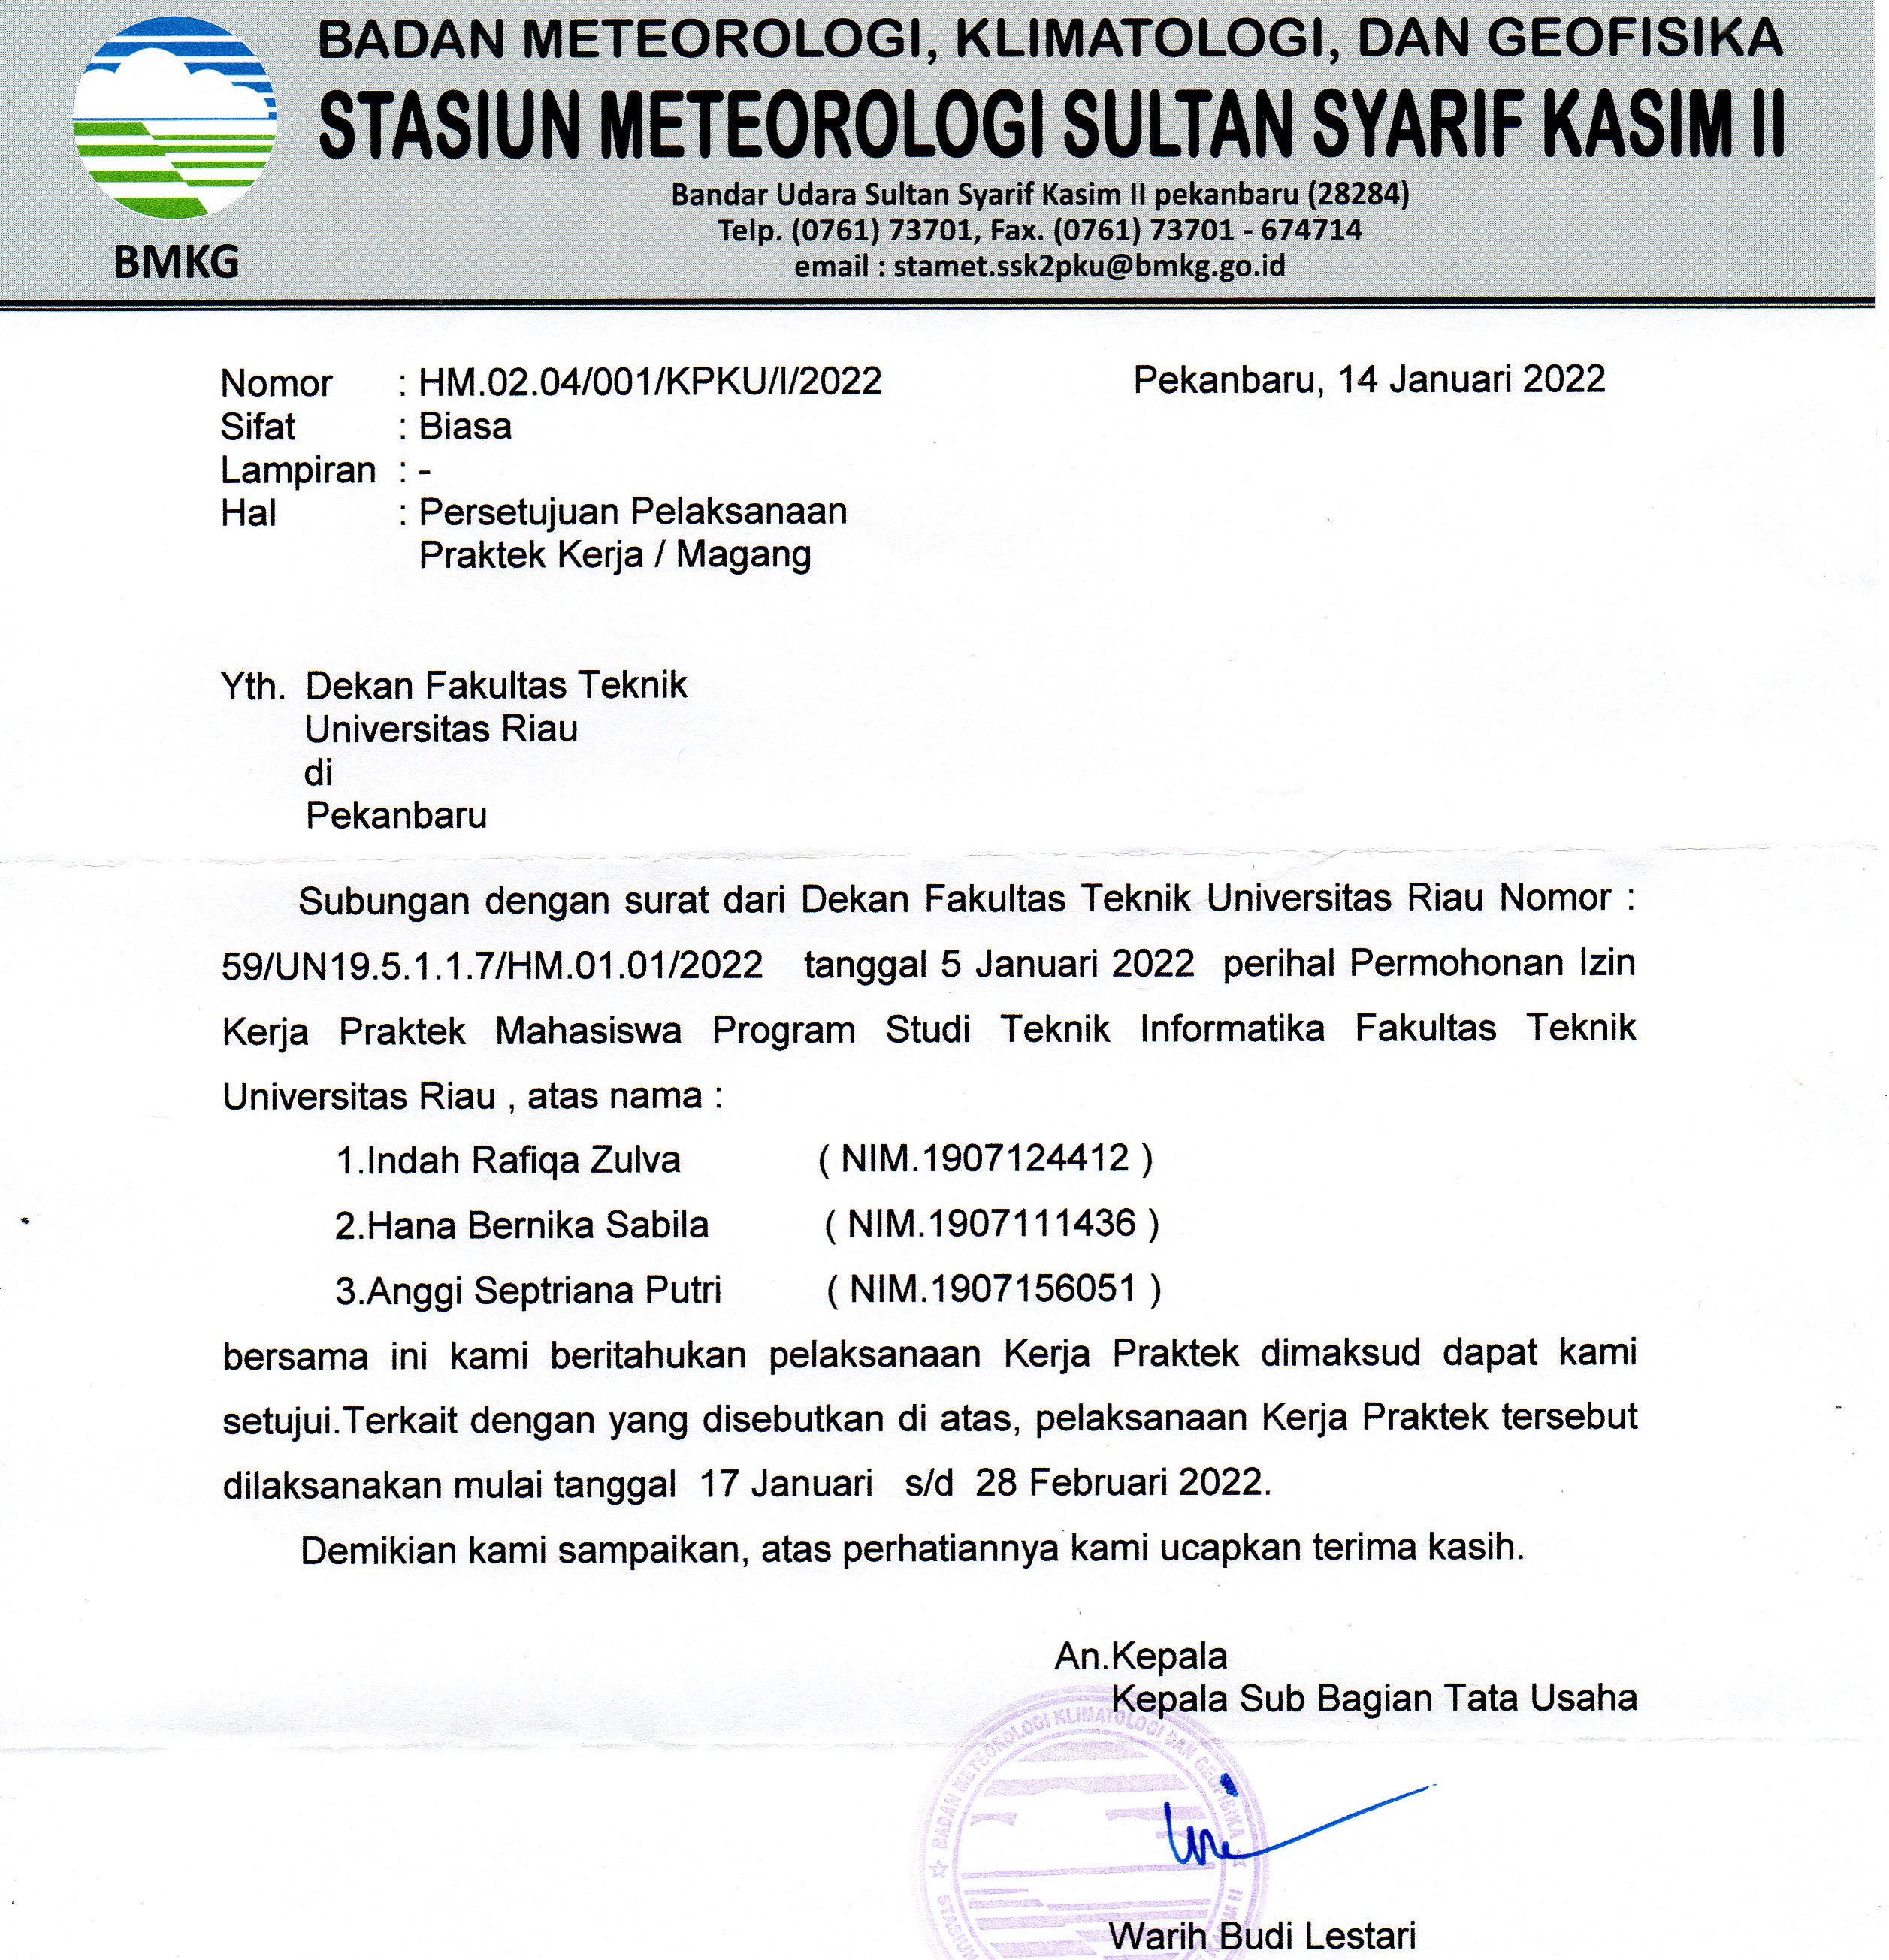 BADAN METEOROLOGI, KLIMATOLOGI, DAN GEOFISIKA
STASIUN METEOROLOGI SULTAN SYARIF KASIM II
Bandar Udara Sultan Syarif Kasim II pekanbaru (28284)
Telp. (0761) 73701, Fax. (0761) 73701 - 674714
email : stamet.ssk2pku@bmkg.go.id
BMKG
Nomor : HM.02.04/001/KPKU/I/2022 Pekanbaru, 14 Januari 2022
Sifat : Biasa
Lampiran : -
Hal : Persetujuan Pelaksanaan
Praktek Kerja / Magang
Yth. Dekan Fakultas Teknik
Universitas Riau
di
Pekanbaru
Subungan dengan surat dari Dekan Fakultas Teknik Universitas Riau Nomor :
59/UN19.5.1.1.7/HM.01.01/2022 tanggal 5 Januari 2022 perihal Permohonan Izin
Kerja Praktek Mahasiswa Program Studi Teknik Informatika Fakultas Teknik
Universitas Riau , atas nama :
1.Indah Rafiqa Zulva ( NIM.1907124412 )
2.Hana Bernika Sabila ( NIM.1907111436 )
3.Anggi Septriana Putri ( NIM.1907156051 )
bersama ini kami beritahukan pelaksanaan Kerja Praktek dimaksud dapat kami
setujui.Terkait dengan yang disebutkan di atas, pelaksanaan Kerja Praktek tersebut
dilaksanakan mulai tanggal 17 Januari s/d 28 Februari 2022.
Demikian kami sampaikan, atas perhatiannya kami ucapkan terima kasih.
An.Kepala
Kepala Sub Bagian Tata Usaha
BADAN METEOROLOGI KLIMATOLOGI DAN GEOFISIKA
STASIUN
II
Warih Budi Lestari